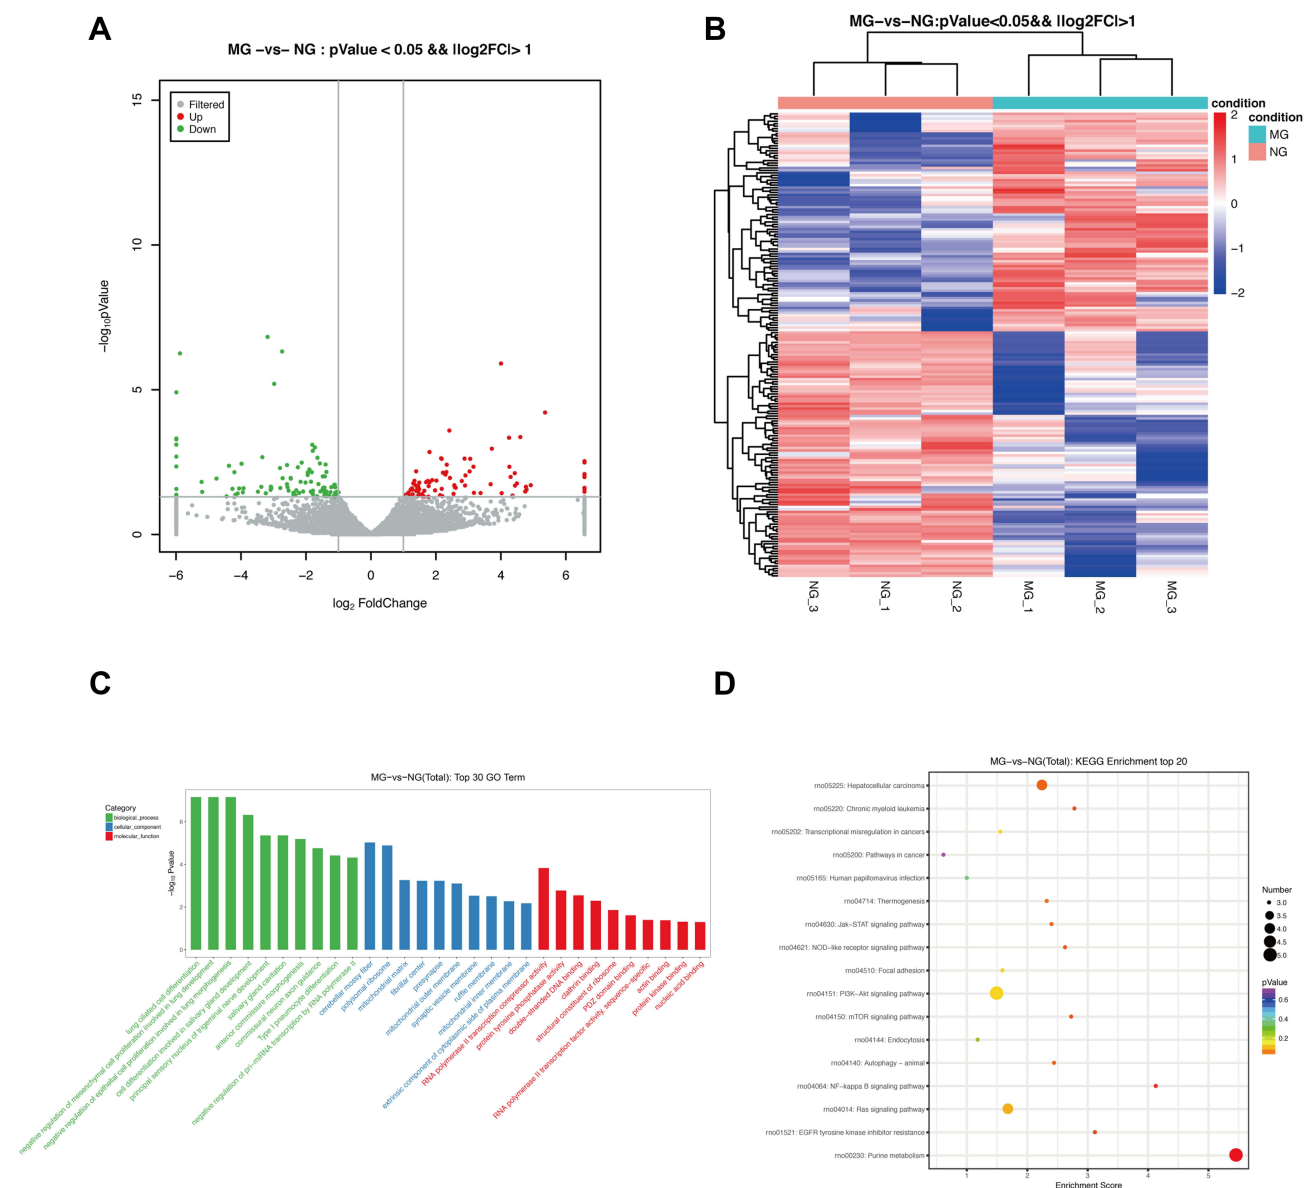 A
MG -vs- NG : pValue < 0.05 && |log2FC|> 1
Filtered
Up
Down
15
10
5
0
-log10pValue
-6
-4
-2
0
2
4
6
log2 FoldChange
B
MG-vs-NG:pValue<0.05&& |log2FC|>1
condition
2
1
0
-1
-2
condition
MG
NG
NG_3
NG_1
NG_2
MG_1
MG_2
MG_3
C
MG-vs-NG(Total): Top 30 GO Term
Category
biological_process
cellular_component
molecular_function
-log10 Pvalue
6
4
2
0
lung ciliated cell differentiation
negative regulation of mesenchymal cell proliferation involved in lung development
negative regulation of epithelial cell proliferation involved in lung morphogenesis
cell differentiation involved in salivary gland development
principal sensory nucleus of trigeminal nerve development
salivary gland cavitation
anterior commissure morphogenesis
commissural neuron axon guidance
Type I pneumocyte differentiation
negative regulation of pri-miRNA transcription by RNA polymerase II
cerebellar mossy fiber
polysomal ribosome
mitochondrial matrix
fibrillar center
presynapse
mitochondrial outer membrane
synaptic vesicle membrane
ruffle membrane
mitochondrial inner membrane
extrinsic component of cytoplasmic side of plasma membrane
RNA polymerase II transcription corepressor activity
protein tyrosine phosphatase activity
double-stranded DNA binding
clathrin binding
structural constituent of ribosome
PDZ domain binding
RNA polymerase II transcription factor activity, sequence-specific
actin binding
protein kinase binding
nucleic acid binding
D
MG-vs-NG(Total): KEGG Enrichment top 20
rno05225: Hepatocellular carcinoma
rno05220: Chronic myeloid leukemia
rno05202: Transcriptional misregulation in cancers
rno05200: Pathways in cancer
rno05165: Human papillomavirus infection
rno04714: Thermogenesis
rno04630: Jak-STAT signaling pathway
rno04621: NOD-like receptor signaling pathway
rno04510: Focal adhesion
rno04151: PI3K-Akt signaling pathway
rno04150: mTOR signaling pathway
rno04144: Endocytosis
rno04140: Autophagy - animal
rno04064: NF-kappa B signaling pathway
rno04014: Ras signaling pathway
rno01521: EGFR tyrosine kinase inhibitor resistance
rno00230: Purine metabolism
1
2
3
4
5
Enrichment Score
Number
3.0
3.5
4.0
4.5
5.0
pValue
0.6
0.4
0.2